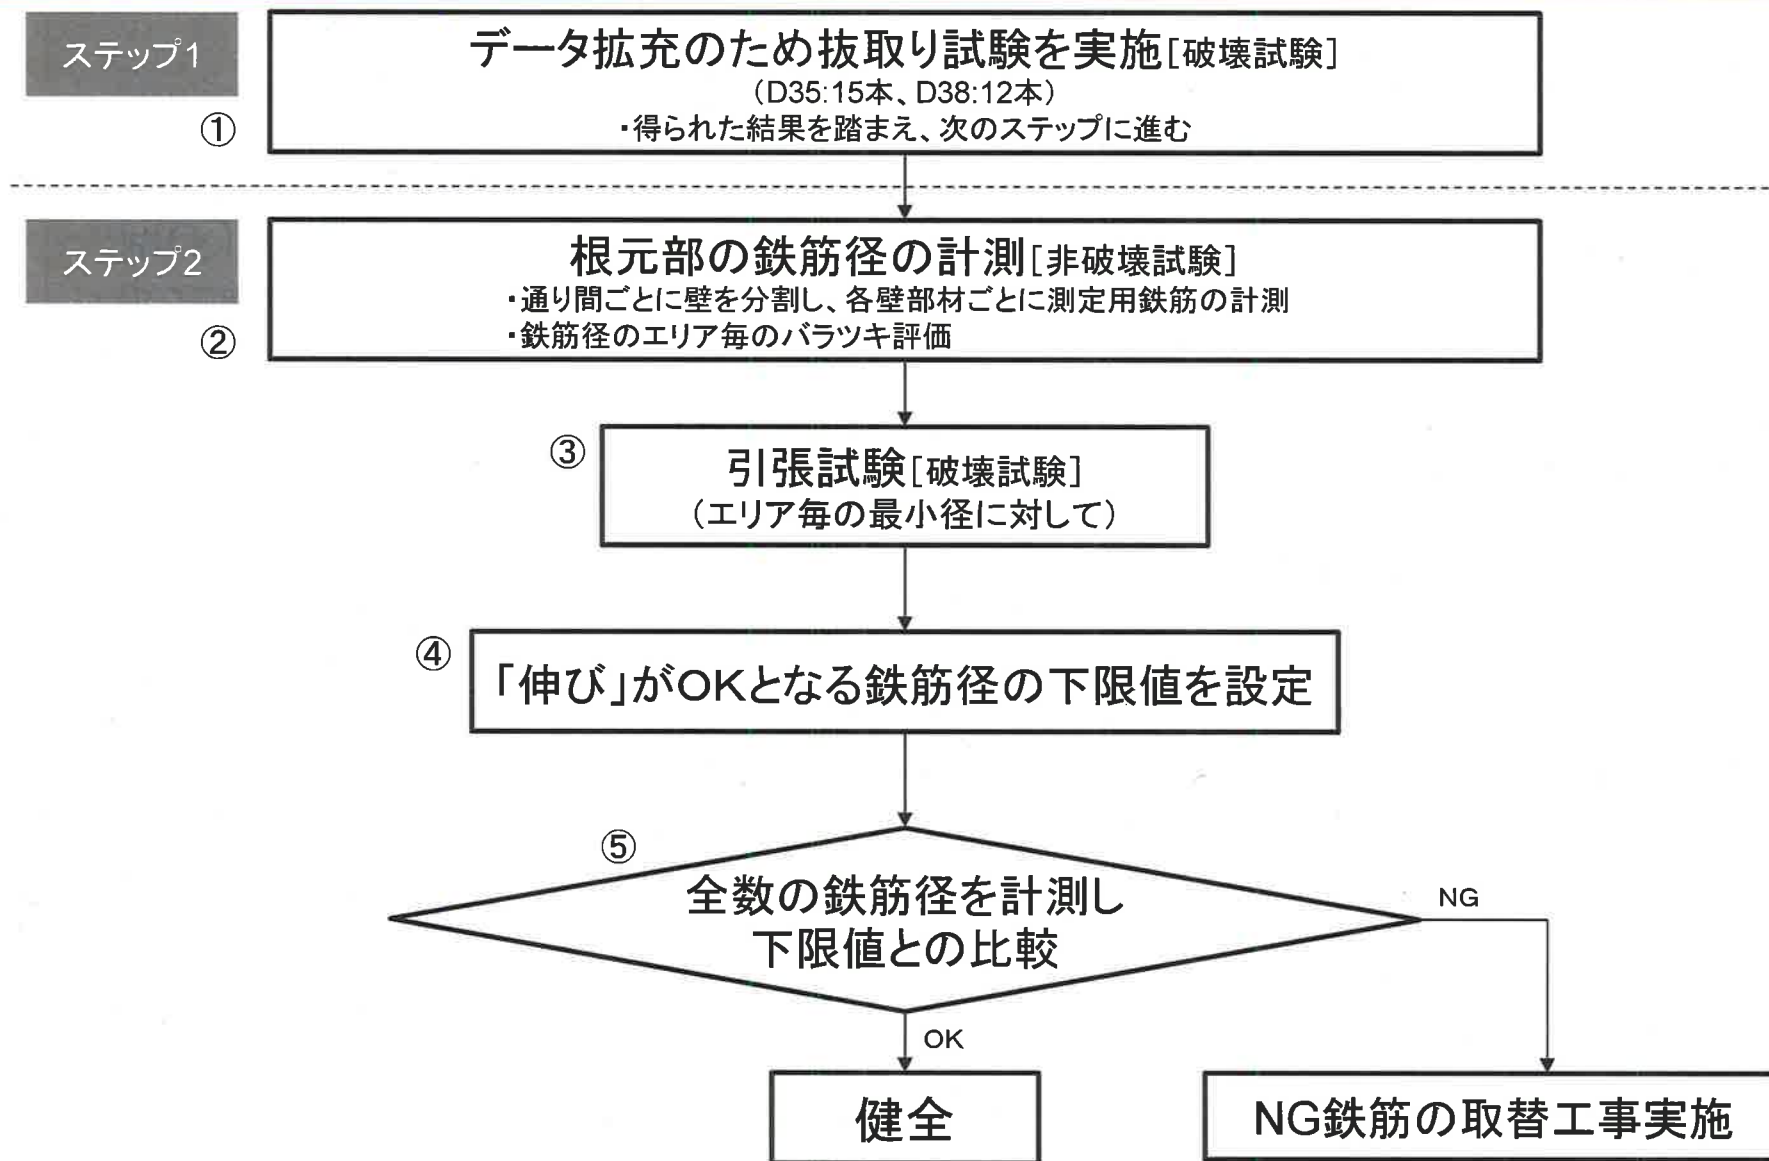 ステップ1
データ拡充のため抜取り試験を実施[破壊試験]
(D35:15本、D38:12本)
①
・得られた結果を踏まえ、次のステップに進む
ステップ2
根元部の鉄筋径の計測[非破壊試験]
・通り間ごとに壁を分割し、各壁部材ごとに測定用鉄筋の計測
②
・鉄筋径のエリア毎のバラツキ評価
③
引張試験[破壊試験]
(エリア毎の最小径に対して)
④
「伸び」がOKとなる鉄筋径の下限値を設定
⑤
全数の鉄筋径を計測し
下限値との比較
NG
OK
健全
NG鉄筋の取替工事実施